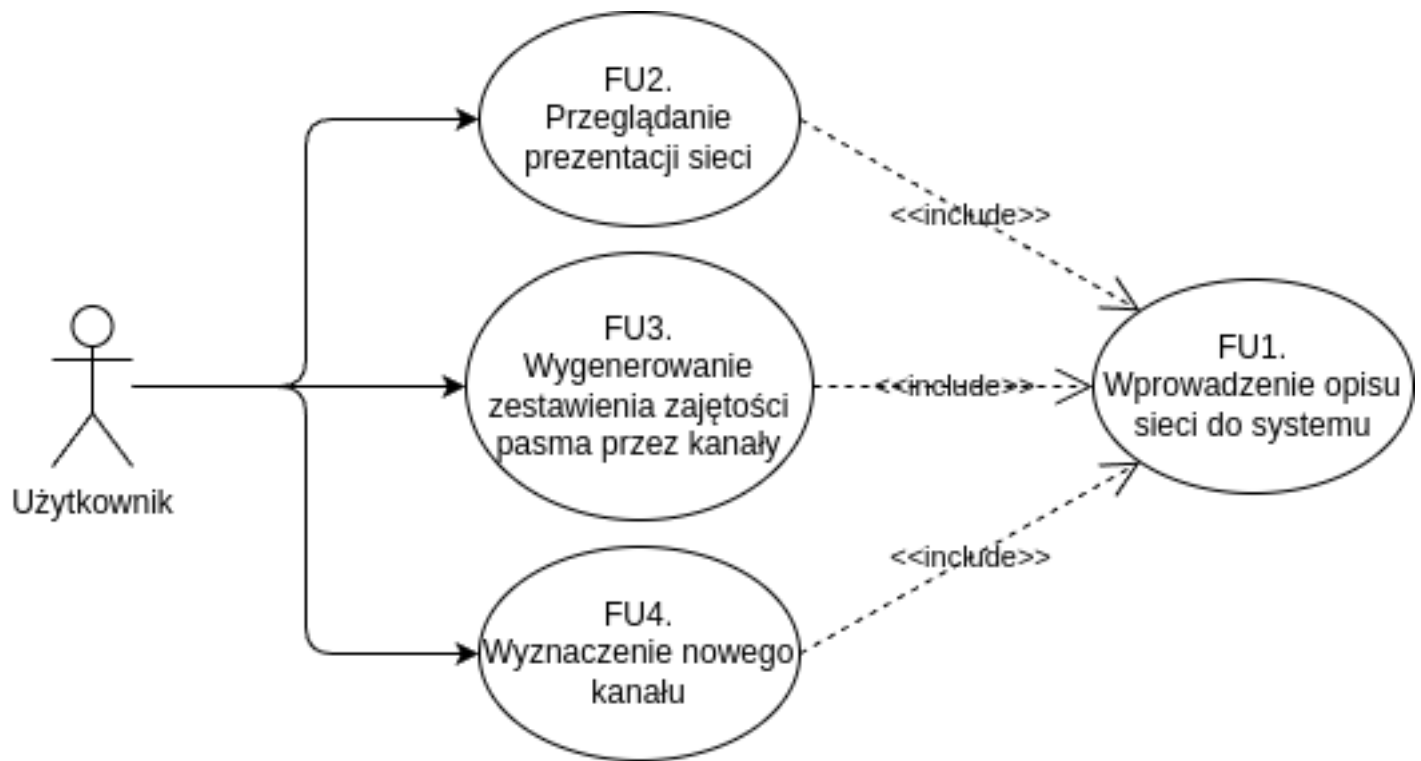 FU2.
Przeglądanie
prezentacji sieci
<<include>>
FU3.
Wygenerowanie
zestawienia zajętości
pasma przez kanały
<<include>>
FU1.
Wprowadzenie opisu
sieci do systemu
Użytkownik
<<include>>
FU4.
Wyznaczenie nowego
kanału